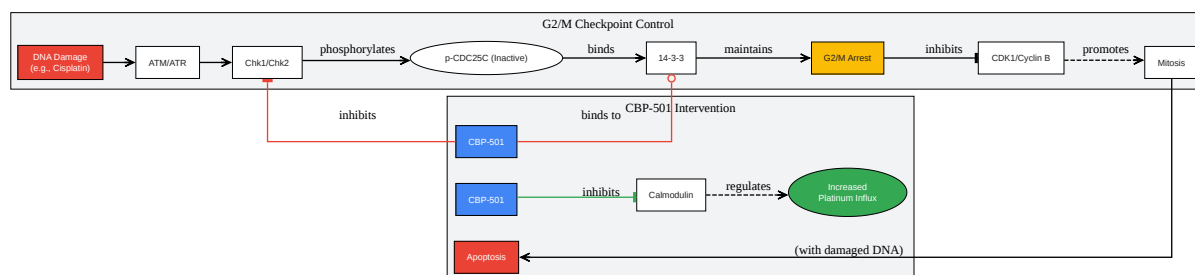 G2/M Checkpoint Control
DNA Damage
(e.g., Cisplatin)
ATM/ATR
Chk1/Chk2
phosphorylates
p-CDC25C (Inactive)
binds
14-3-3
maintains
G2/M Arrest
inhibits
CDK1/Cyclin B
promotes
Mitosis
CBP-501 Intervention
inhibits
CBP-501
binds to
CBP-501
inhibits
Calmodulin
regulates
Increased
Platinum Influx
Apoptosis
(with damaged DNA)